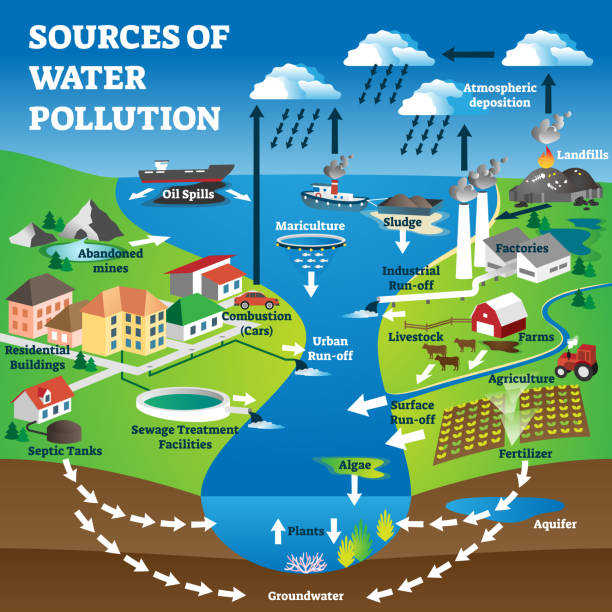 SOURCES OF
WATER
POLLUTION
Atmospheric
deposition
Landfills
Oil Spills
Mariculture
Sludge
Factories
Abandoned
mines
Industrial
Run-off
Combustion
(Cars)
Urban
Run-off
Livestock
Farms
Residential
Buildings
Agriculture
Surface
Run-off
Sewage Treatment
Facilities
Septic Tanks
Fertilizer
Algae
Plants
Aquifer
Groundwater